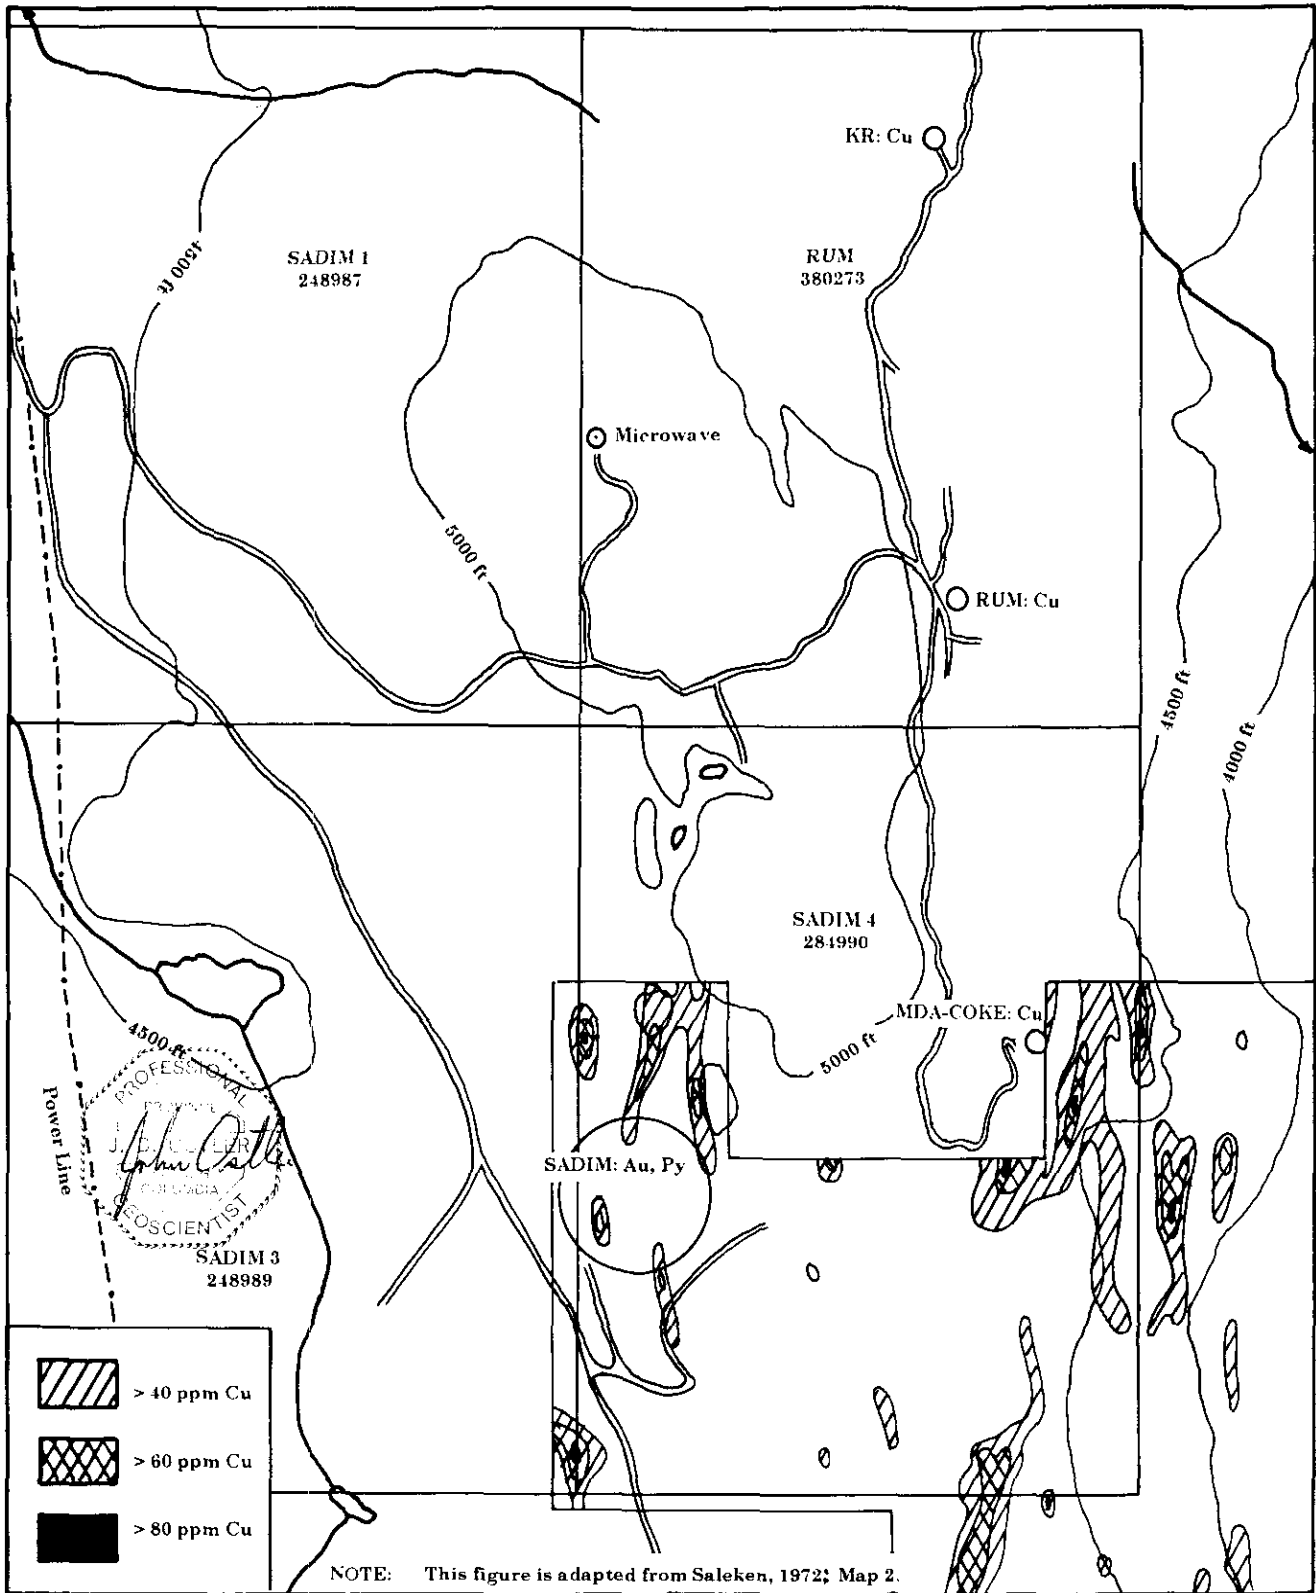 KR: Cu
4500 ft
SADIM 1
248987
RUM
380273
Microwave
5000 ft
RUM: Cu
4500 ft
4000 ft
SADIM 4
284990
MDA-COKE: Cu
5000 ft
4500 ft
PROFESSIONAL
Power Line
SADIM: Au, Py
COLUMBIA
GEOSCIENTIST
SADIM 3
248989
> 40 ppm Cu
> 60 ppm Cu
> 80 ppm Cu
NOTE: This figure is adapted from Saleken, 1972; Map 2.